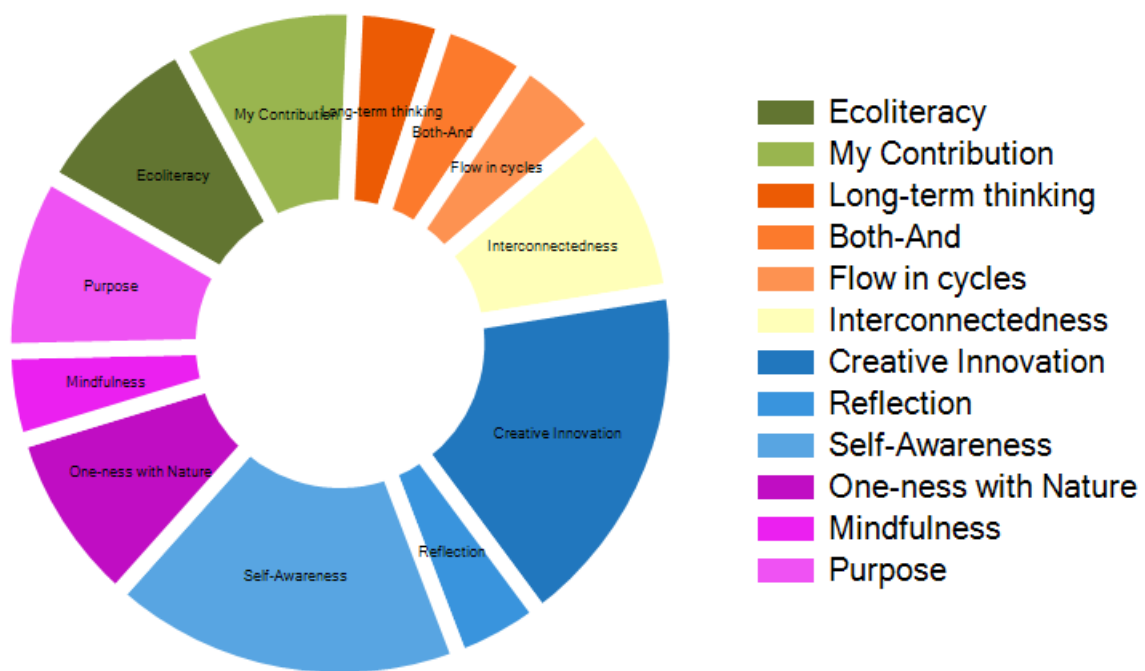 My Contribution
Long-term thinking
Both-And
Flow in cycles
Ecoliteracy
Interconnectedness
Purpose
Mindfulness
Creative Innovation
One-ness with Nature
Reflection
Self-Awareness
Ecoliteracy
My Contribution
Long-term thinking
Both-And
Flow in cycles
Interconnectedness
Creative Innovation
Reflection
Self-Awareness
One-ness with Nature
Mindfulness
Purpose